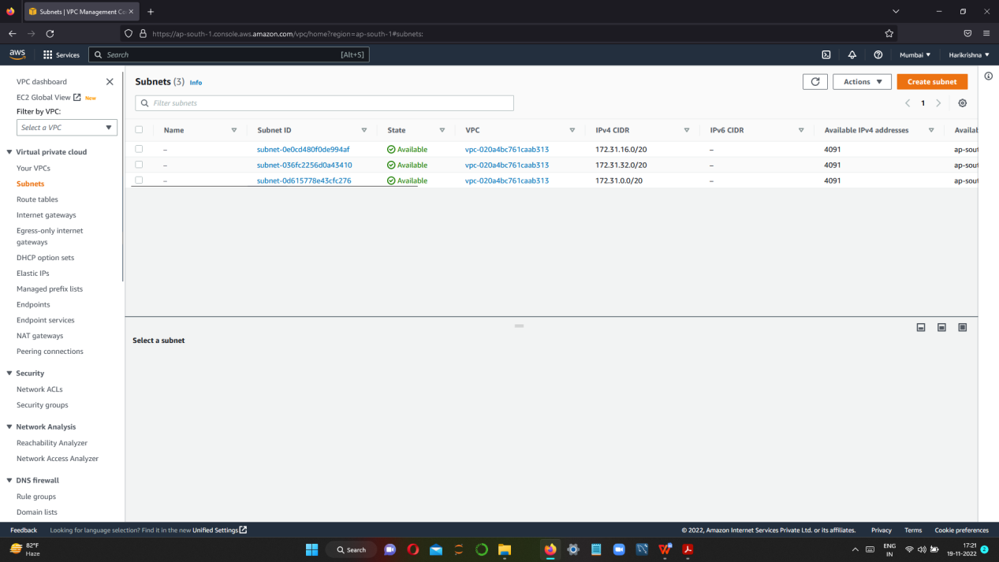 Subnets | VPC Management Co
https://ap-south-1.console.aws.amazon.com/vpc/home?region=ap-south-1#subnets:
aws
Services
Search
[Alt+S]
Mumbai
Harikrishna
VPC dashboard
EC2 Global View
New
Filter by VPC:
Select a VPC
Virtual private cloud
Your VPCs
Subnets
Route tables
Internet gateways
Egress-only internet
gateways
DHCP option sets
Elastic IPs
Managed prefix lists
Endpoints
Endpoint services
NAT gateways
Peering connections
Security
Network ACLs
Security groups
Network Analysis
Reachability Analyzer
Network Access Analyzer
DNS firewall
Rule groups
Domain lists
Subnets (3) Info
Actions
Create subnet
Filter subnets
1
Name Subnet ID State VPC IPv4 CIDR IPv6 CIDR Available IPv4 addresses Availab
– subnet-0e0cd480f0de994af Available vpc-020a4bc761caab313 172.31.16.0/20 – 4091 ap-sout
– subnet-036fc2256d0a43410 Available vpc-020a4bc761caab313 172.31.32.0/20 – 4091 ap-sout
– subnet-0d615778e43cfc276 Available vpc-020a4bc761caab313 172.31.0.0/20 – 4091 ap-sout
Select a subnet
Feedback
Looking for language selection? Find it in the new Unified Settings
© 2022, Amazon Internet Services Private Ltd. or its affiliates.
Privacy
Terms
Cookie preferences
82°F
Haze
Search
ENG
IN
17:21
19-11-2022
2